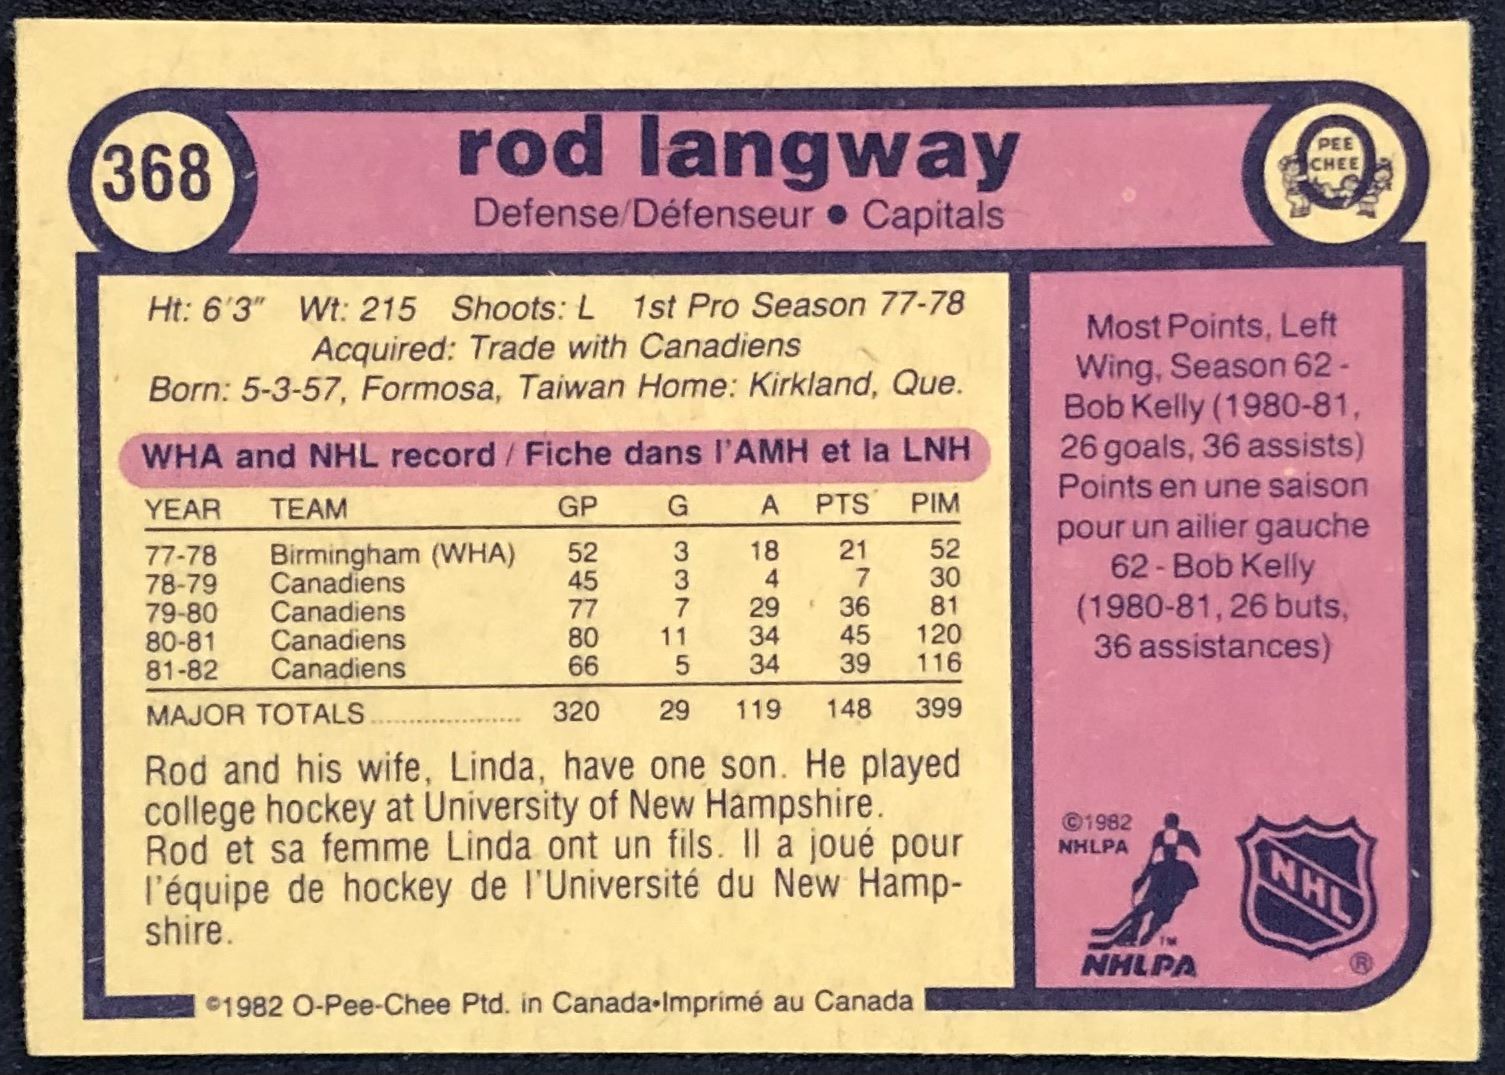 368
rod langway
Defense/Défenseur • Capitals
PEE
CHEE
Ht: 6'3" Wt: 215 Shoots: L 1st Pro Season 77-78
Acquired: Trade with Canadiens
Born: 5-3-57, Formosa, Taiwan Home: Kirkland, Que.
WHA and NHL record / Fiche dans l'AMH et la LNH
YEAR TEAM GP G A PTS PIM
77-78 Birmingham (WHA) 52 3 18 21 52
78-79 Canadiens 45 3 4 7 30
79-80 Canadiens 77 7 29 36 81
80-81 Canadiens 80 11 34 45 120
81-82 Canadiens 66 5 34 39 116
MAJOR TOTALS.................... 320 29 119 148 399
Rod and his wife, Linda, have one son. He played
college hockey at University of New Hampshire.
Rod et sa femme Linda ont un fils. Il a joué pour
l'équipe de hockey de l'Université du New Hamp-
shire.
Most Points, Left
Wing, Season 62 -
Bob Kelly (1980-81,
26 goals, 36 assists)
Points en une saison
pour un ailier gauche
62 - Bob Kelly
(1980-81, 26 buts,
36 assistances)
©1982
NHLPA
TM
NHLPA
NHL
®
©1982 O-Pee-Chee Ptd. in Canada•Imprimé au Canada